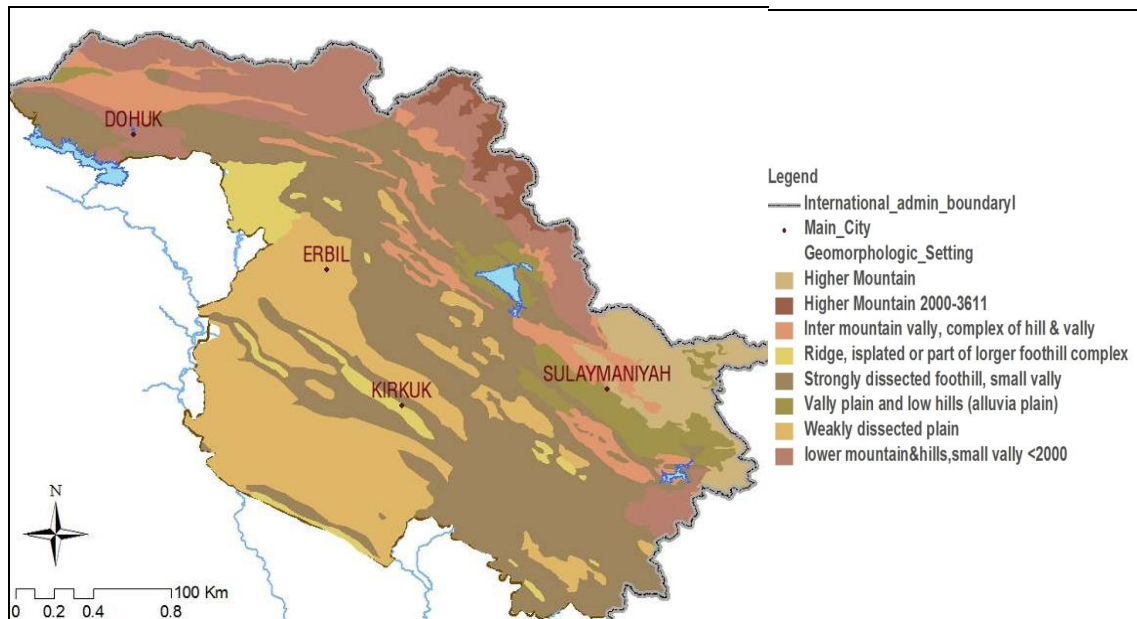 DOHUK
ERBIL
KIRKUK
SULAYMANIYAH
N
100 Km
0 0.2 0.4 0.8
Legend
International_admin_boundaryl
Main_City
Geomorphologic_Setting
Higher Mountain
Higher Mountain 2000-3611
Inter mountain vally, complex of hill & vally
Ridge, isplated or part of lorger foothill complex
Strongly dissected foothill, small vally
Vally plain and low hills (alluvia plain)
Weakly dissected plain
lower mountain&hills,small vally <2000